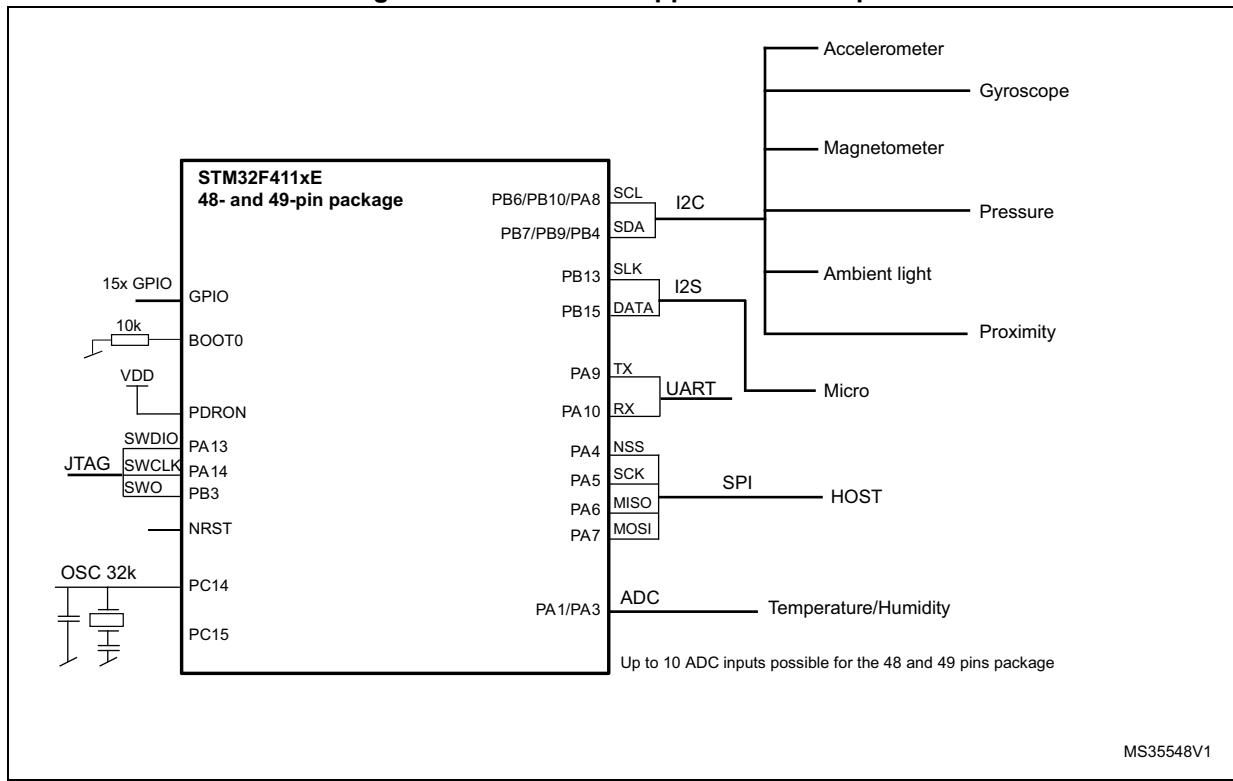 STM32F411xE
48- and 49-pin package
15x GPIO
GPIO
10k
BOOT0
VDD
PDRON
SWDIO
PA13
JTAG
SWCLK
PA14
SWO
PB3
NRST
OSC 32k
PC14
PC15
PB6/PB10/PA8
SCL
I2C
PB7/PB9/PB4
SDA
PB13
SLK
I2S
PB15
DATA
PA9
TX
UART
PA10
RX
PA4
NSS
PA5
SCK
SPI
HOST
PA6
MISO
PA7
MOSI
PA1/PA3
ADC
Temperature/Humidity
Accelerometer
Gyroscope
Magnetometer
Pressure
Ambient light
Proximity
Micro
Up to 10 ADC inputs possible for the 48 and 49 pins package
MS35548V1